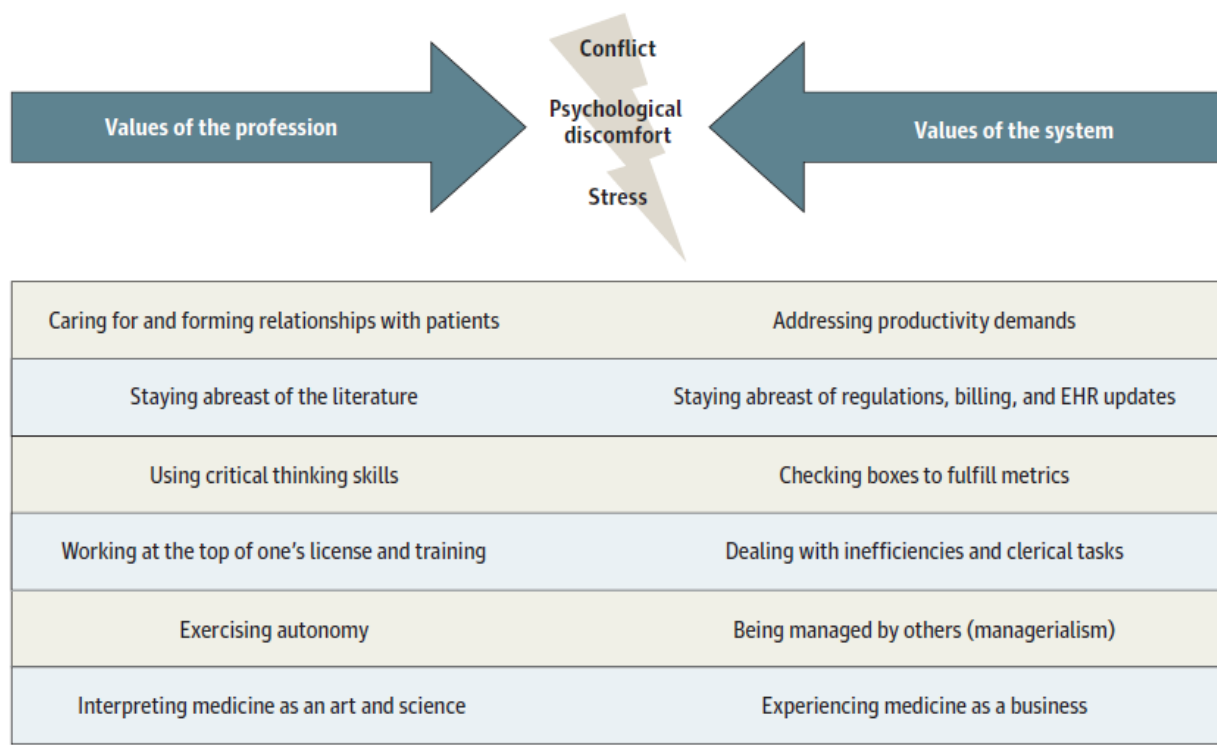 Conflict
Values of the profession
Psychological
discomfort
Values of the system
Stress
Caring for and forming relationships with patients
Addressing productivity demands
Staying abreast of the literature
Staying abreast of regulations, billing, and EHR updates
Using critical thinking skills
Checking boxes to fulfill metrics
Working at the top of one’s license and training
Dealing with inefficiencies and clerical tasks
Exercising autonomy
Being managed by others (managerialism)
Interpreting medicine as an art and science
Experiencing medicine as a business